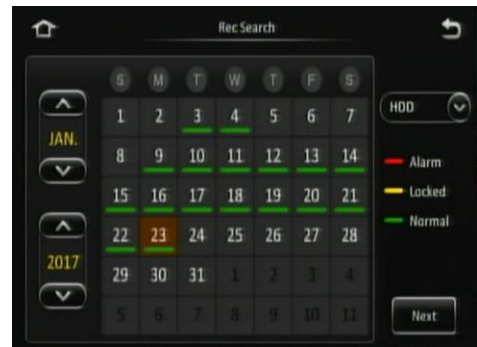 Rec Search
S M T W T F S
1 2 3 4 5 6 7
8 9 10 11 12 13 14
15 16 17 18 19 20 21
22 23 24 25 26 27 28
29 30 31 1 2 3 4
5 6 7 8 9 10 11
JAN.
2017
HDD
Alarm
Locked
Normal
Next